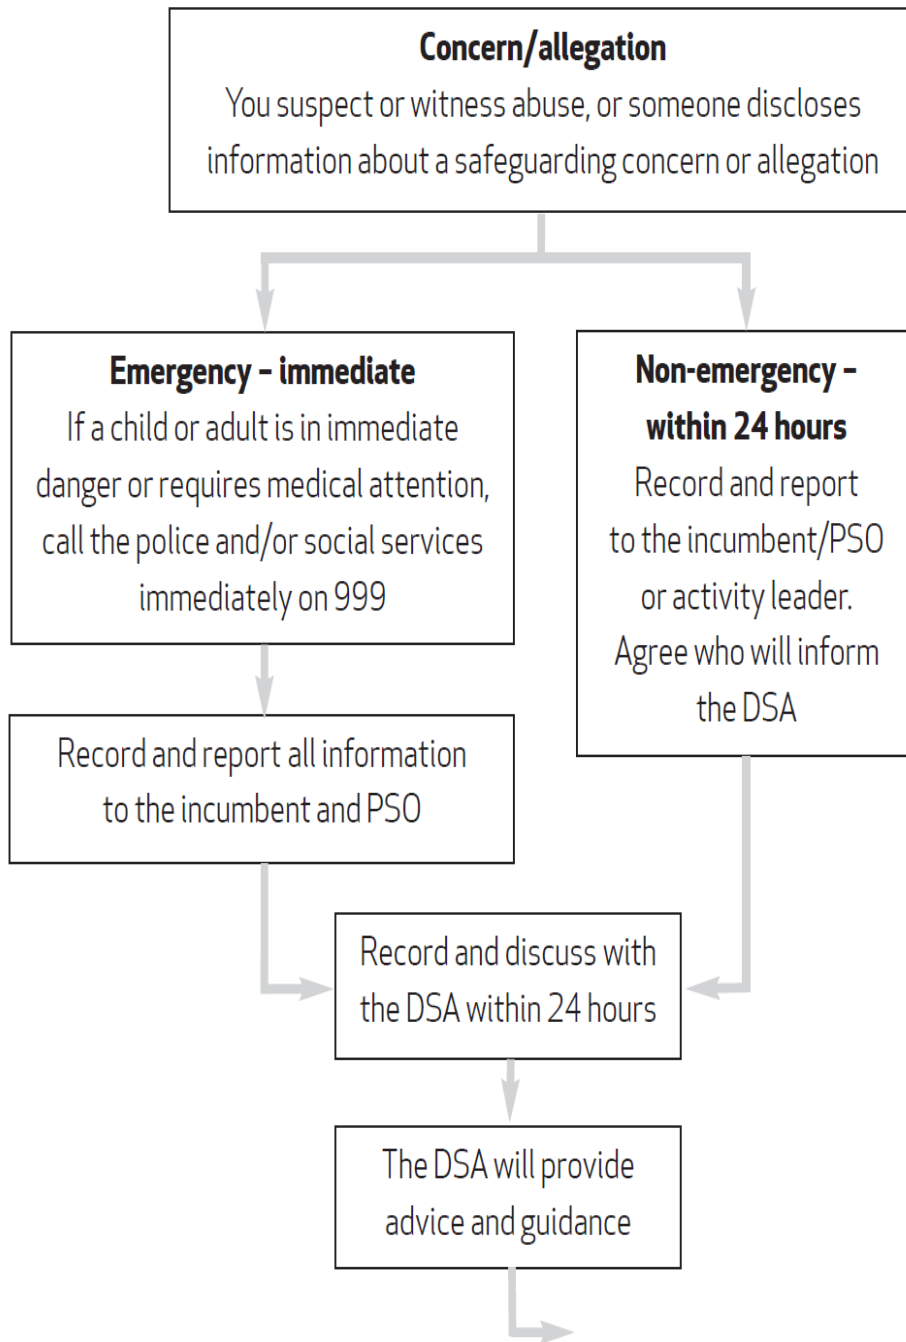 Concern/allegation
You suspect or witness abuse, or someone discloses
information about a safeguarding concern or allegation
Emergency – immediate
If a child or adult is in immediate
danger or requires medical attention,
call the police and/or social services
immediately on 999
Non-emergency –
within 24 hours
Record and report
to the incumbent/PSO
or activity leader.
Agree who will inform
the DSA
Record and report all information
to the incumbent and PSO
Record and discuss with
the DSA within 24 hours
The DSA will provide
advice and guidance